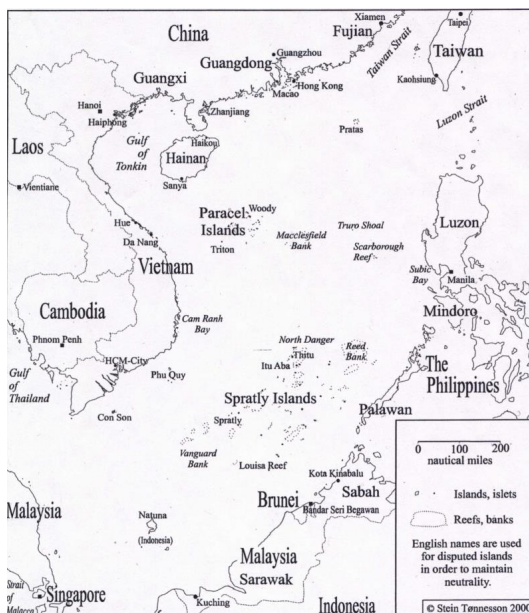 Xiamen
Taipei
China
Fujian
Taiwan Strait
Guangzhou
Guangdong
Taiwan
Guangxi
Hong Kong
Macao
Kaohsiung
Hanoi
Zhanjiang
Haiphong
Luzon Strait
Pratas
Gulf
of
Tonkin
Haikou
Laos
Hainan
Sanya
Vientiane
Woody
Paracel
Islands
Luzon
Hue
Truro Shoal
Macclesfield
Bank
Triton
Da Nang
Scarborough
Reef
Vietnam
Subic
Bay
Manila
Cambodia
Mindoro
Cam Ranh
Bay
Phnom Penh
North Danger
Reed
Bank
Thitu
HCM-City
Itu Aba
The
Philippines
Gulf
of
Thailand
Phu Quy
Spratly Islands
Palawan
Con Son
Spratly
0 100 200
nautical miles
Vanguard
Bank
Louisa Reef
Kota Kinabalu
Islands, islets
Sabah
Brunei
Natuna
(Indonesia)
Bandar Seri Begawan
Reefs, banks
Malaysia
English names are used
for disputed islands
in order to maintain
neutrality.
Malaysia
Sarawak
Strait
of
Malacca
Singapore
Indonesia
Kuching
© Stein Tønnesson